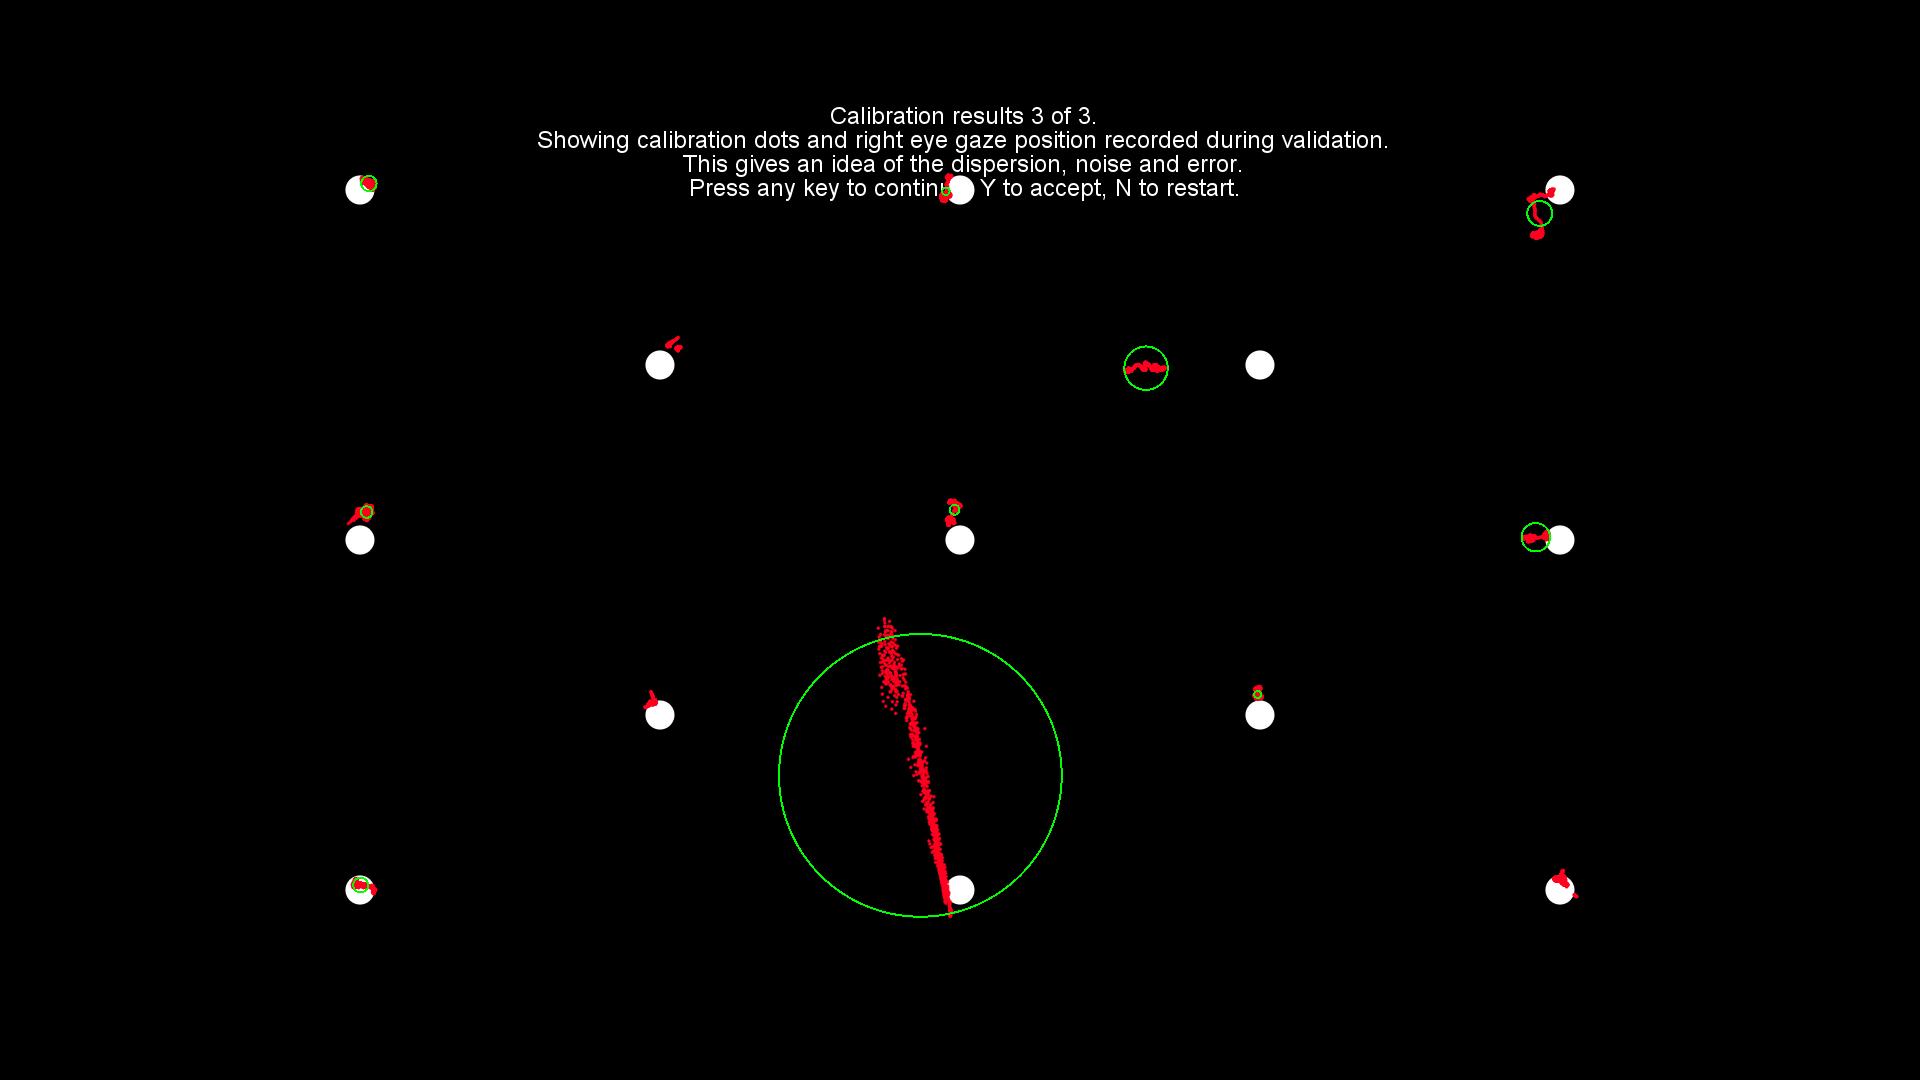 Calibration results 3 of 3.
Showing calibration dots and right eye gaze position recorded during validation.
This gives an idea of the dispersion, noise and error.
Press any key to continu Y to accept, N to restart.